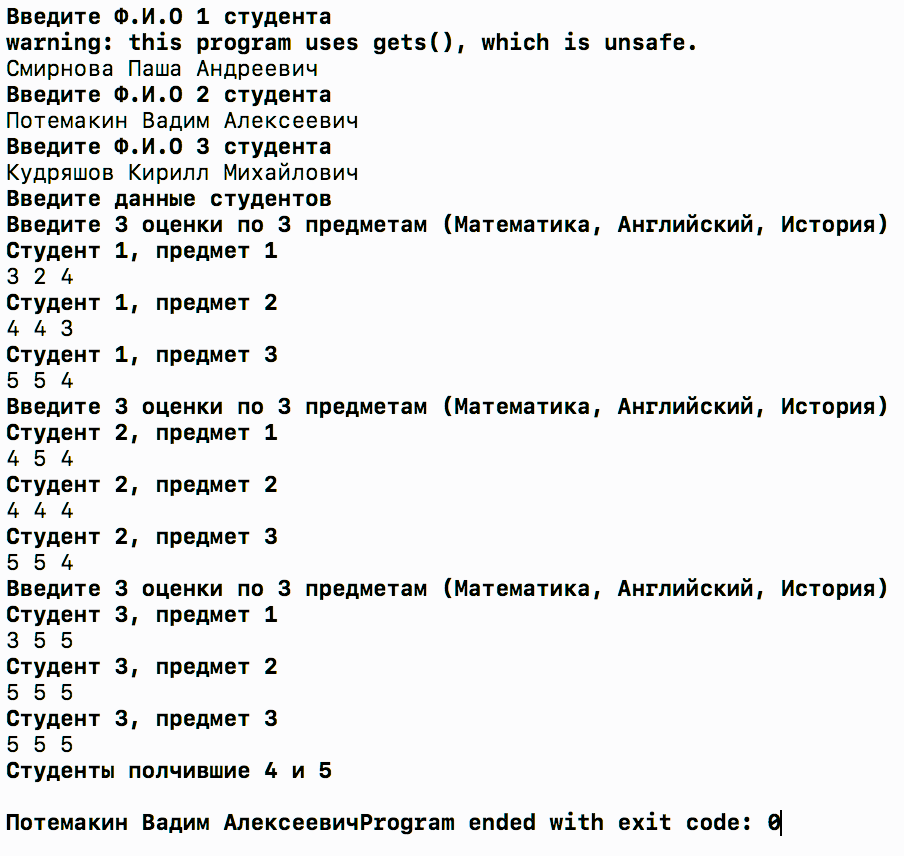 Введите Ф.И.О 1 студента
warning: this program uses gets(), which is unsafe.
Смирнова Паша Андреевич
Введите Ф.И.О 2 студента
Потемакин Вадим Алексеевич
Введите Ф.И.О 3 студента
Кудряшов Кирилл Михайлович
Введите данные студентов
Введите 3 оценки по 3 предметам (Математика, Английский, История)
Студент 1, предмет 1
3 2 4
Студент 1, предмет 2
4 4 3
Студент 1, предмет 3
5 5 4
Введите 3 оценки по 3 предметам (Математика, Английский, История)
Студент 2, предмет 1
4 5 4
Студент 2, предмет 2
4 4 4
Студент 2, предмет 3
5 5 4
Введите 3 оценки по 3 предметам (Математика, Английский, История)
Студент 3, предмет 1
3 5 5
Студент 3, предмет 2
5 5 5
Студент 3, предмет 3
5 5 5
Студенты полчившие 4 и 5
Потемакин Вадим АлексеевичProgram ended with exit code: 0